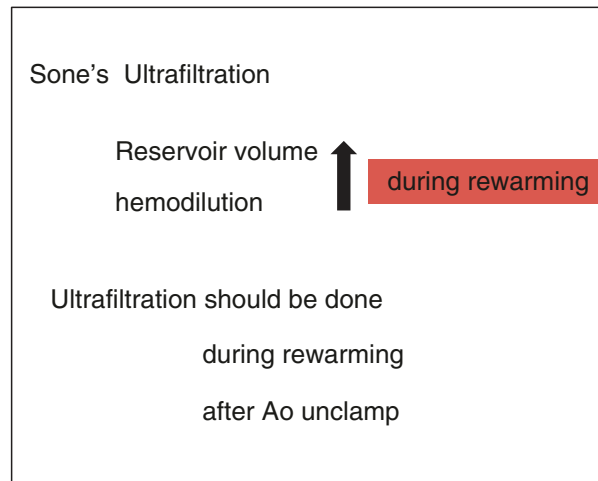 Sone's Ultrafiltration
Reservoir volume
during rewarming
hemodilution
Ultrafiltration should be done
during rewarming
after Ao unclamp